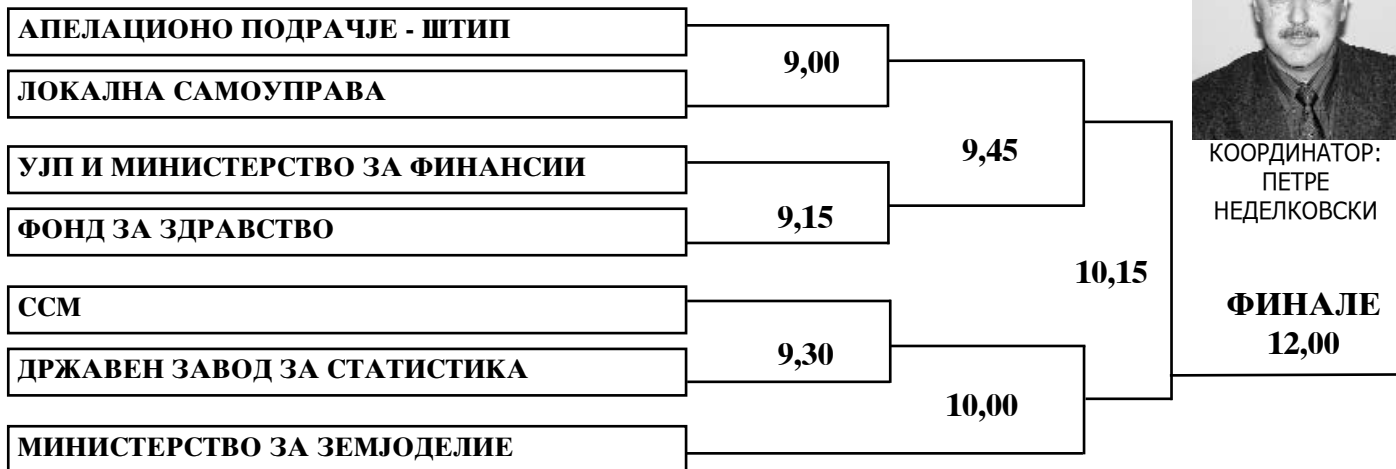 АПЕЛАЦИОНО ПОДРАЧЈЕ - ШТИП
9,00
ЛОКАЛНА САМОУПРАВА
9,45
УЈП И МИНИСТЕРСТВО ЗА ФИНАНСИИ
9,15
ФОНД ЗА ЗДРАВСТВО
КООРДИНАТОР:
ПЕТРЕ
НЕДЕЛКОВСКИ
10,15
ССМ
9,30
ДРЖАВЕН ЗАВОД ЗА СТАТИСТИКА
10,00
МИНИСТЕРСТВО ЗА ЗЕМЈОДЕЛИЕ
ФИНАЛЕ
12,00